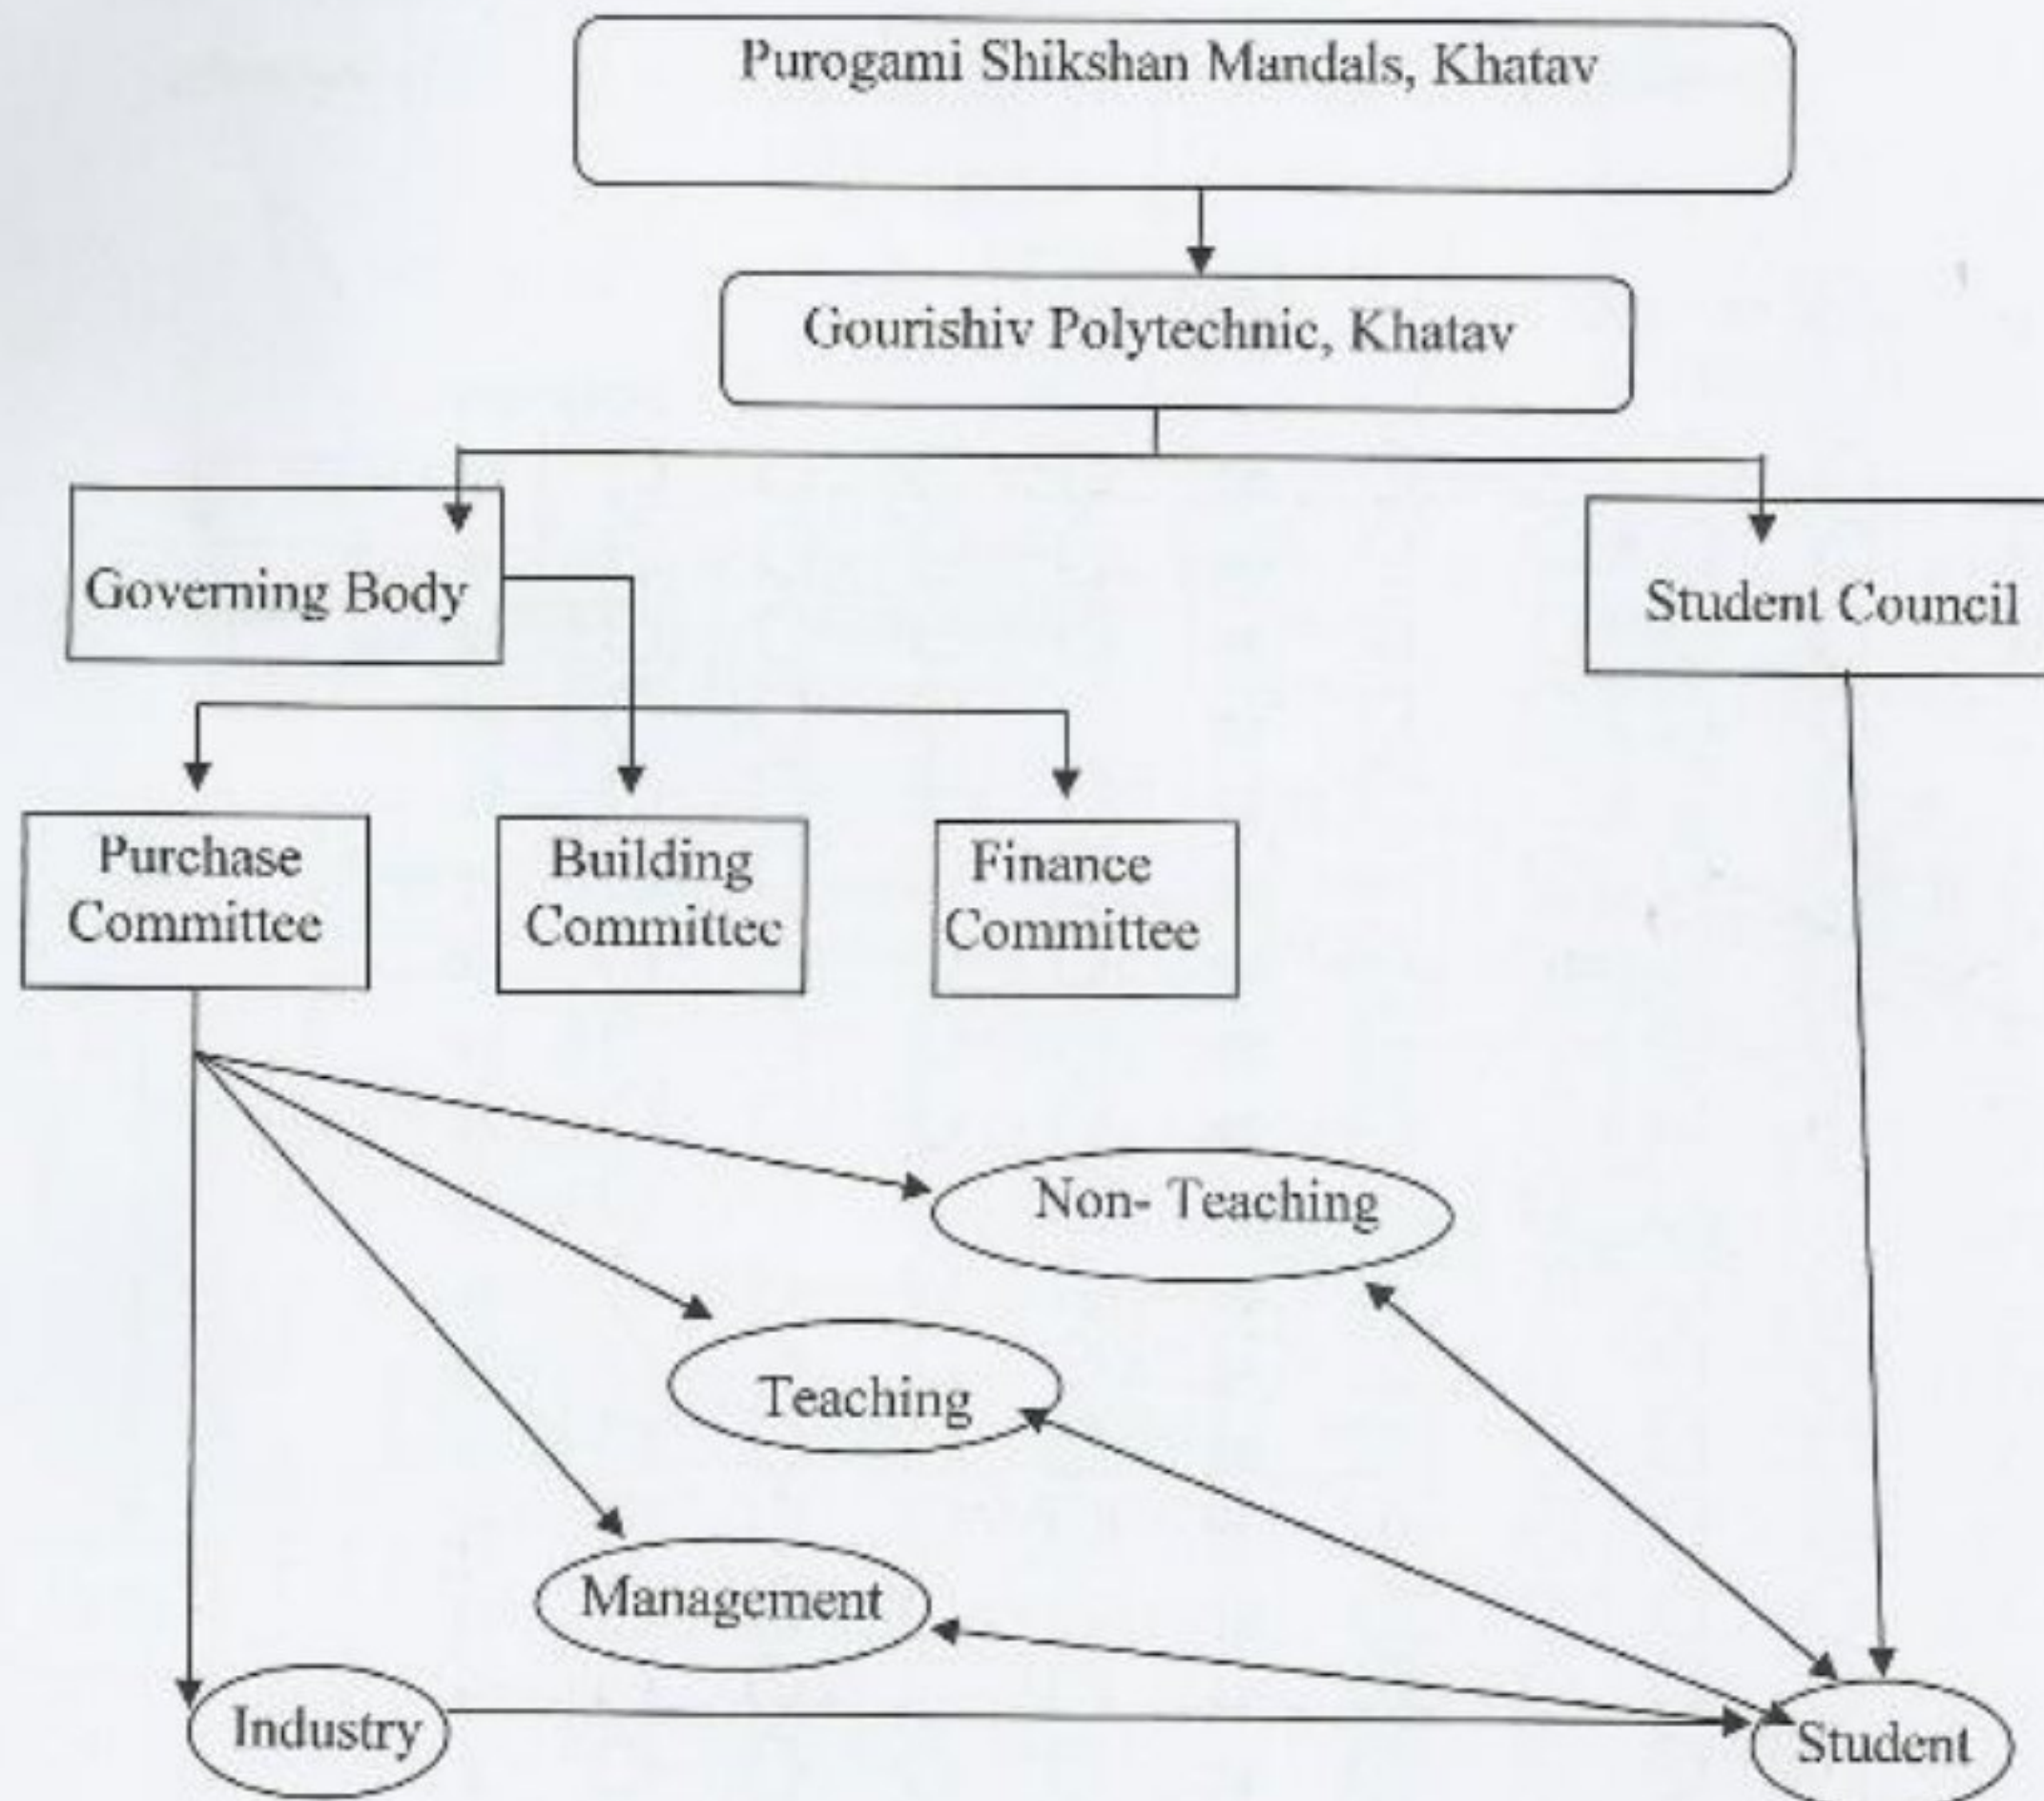 Purogami Shikshan Mandals, Khatav
Gourishiv Polytechnic, Khatav
Governing Body
Student Council
Purchase
Committee
Building
Committee
Finance
Committee
Non- Teaching
Teaching
Management
Industry
Student